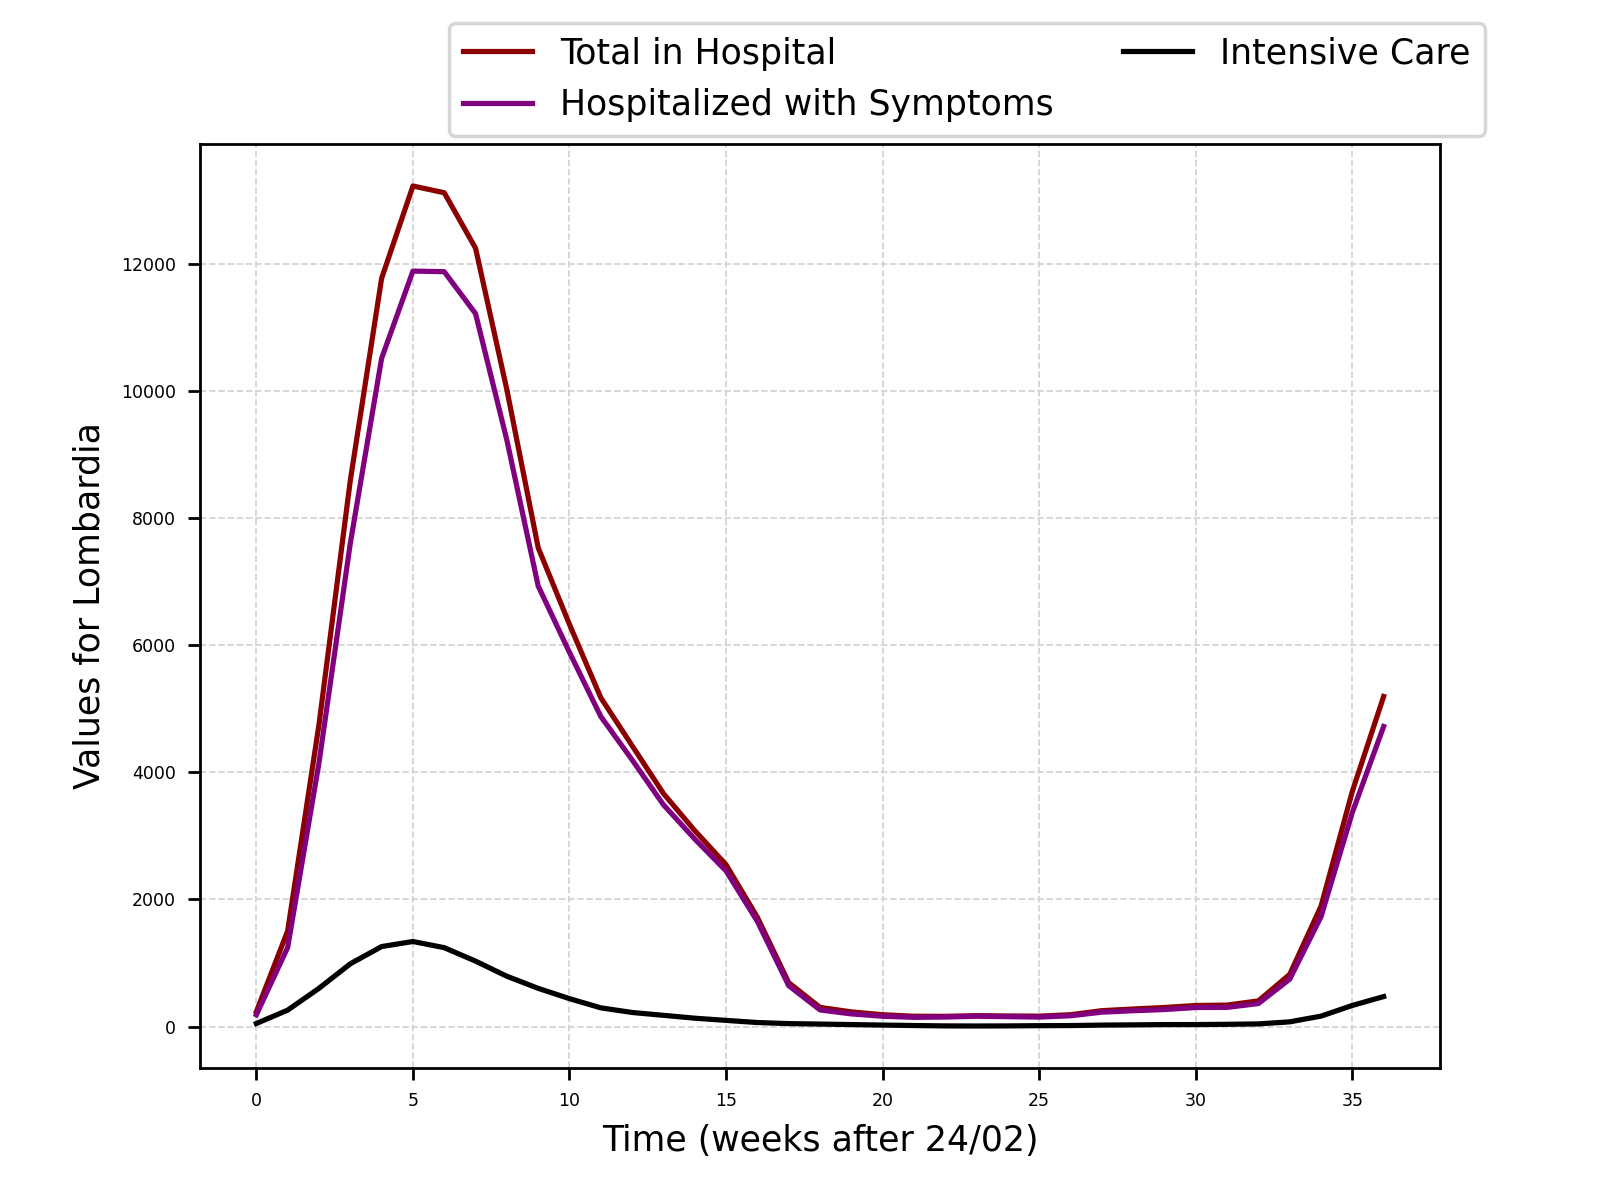 Total in Hospital
Hospitalized with Symptoms
Intensive Care
Values for Lombardia
12000
10000
8000
6000
4000
2000
0
0 5 10 15 20 25 30 35
Time (weeks after 24/02)